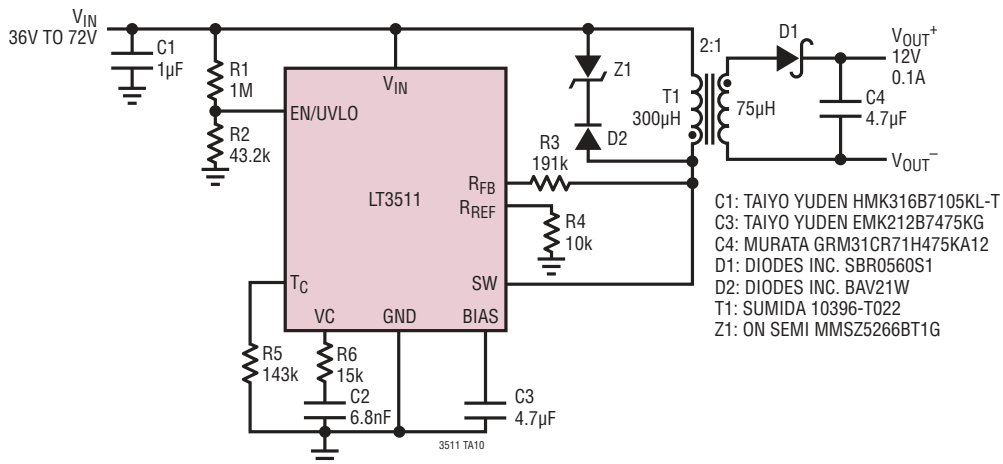 VIN
36V TO 72V
C1
1µF
R1
1M
R2
43.2k
VIN
EN/UVLO
LT3511
RFB
RREF
SW
TC
VC
GND
BIAS
Z1
D2
R3
191k
R4
10k
2:1
T1
300µH
75µH
D1
VOUT+
12V
0.1A
C4
4.7µF
VOUT–
R5
143k
R6
15k
C2
6.8nF
C3
4.7µF
3511 TA10
C1: TAIYO YUDEN HMK316B7105KL-T
C3: TAIYO YUDEN EMK212B7475KG
C4: MURATA GRM31CR71H475KA12
D1: DIODES INC. SBR0560S1
D2: DIODES INC. BAV21W
T1: SUMIDA 10396-T022
Z1: ON SEMI MMSZ5266BT1G